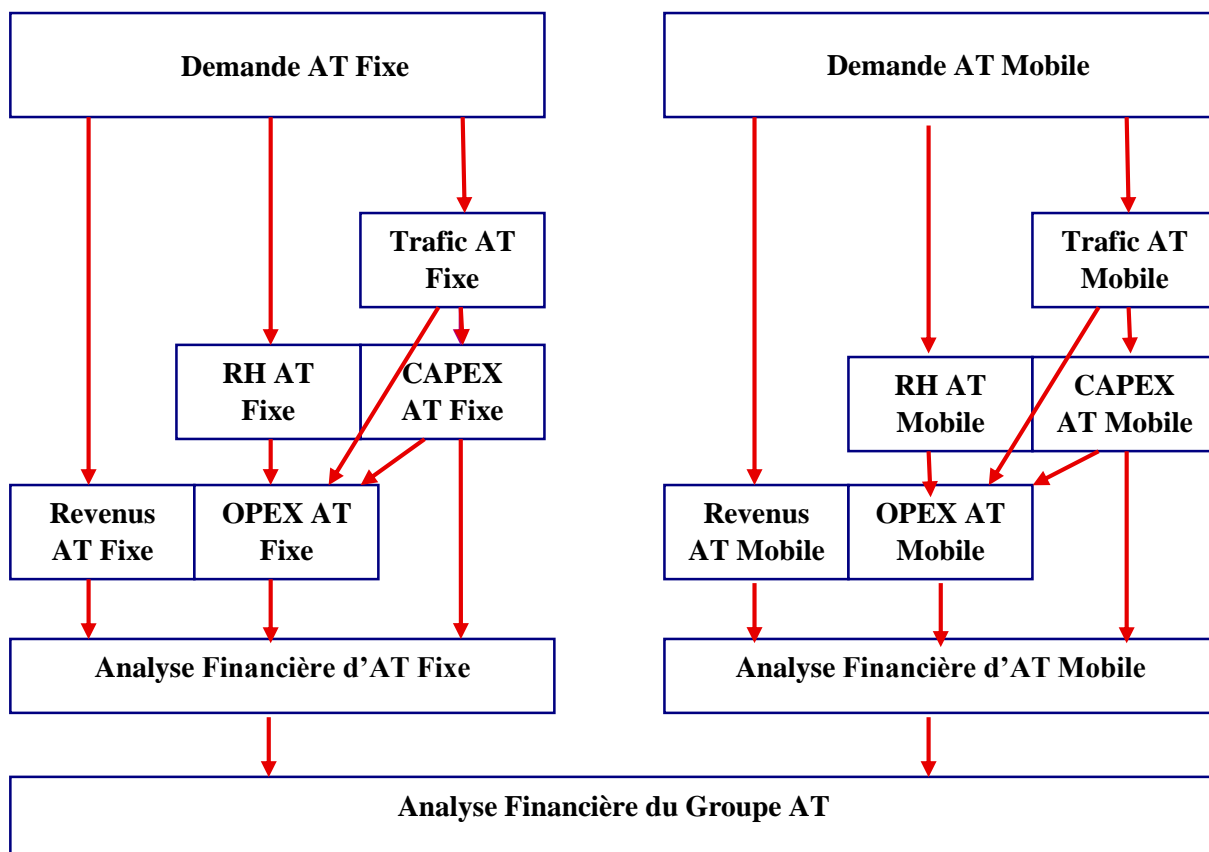 Demande AT Fixe
Demande AT Mobile
Trafic AT
Fixe
Trafic AT
Mobile
RH AT
Fixe
CAPEX
AT Fixe
RH AT
Mobile
CAPEX
AT Mobile
Revenus
AT Fixe
OPEX AT
Fixe
Revenus
AT Mobile
OPEX AT
Mobile
Analyse Financière d’AT Fixe
Analyse Financière d’AT Mobile
Analyse Financière du Groupe AT